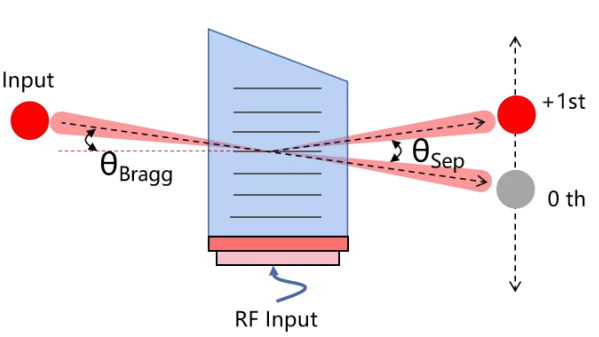 Input
+1st
θBragg
θSep
0 th
RF Input